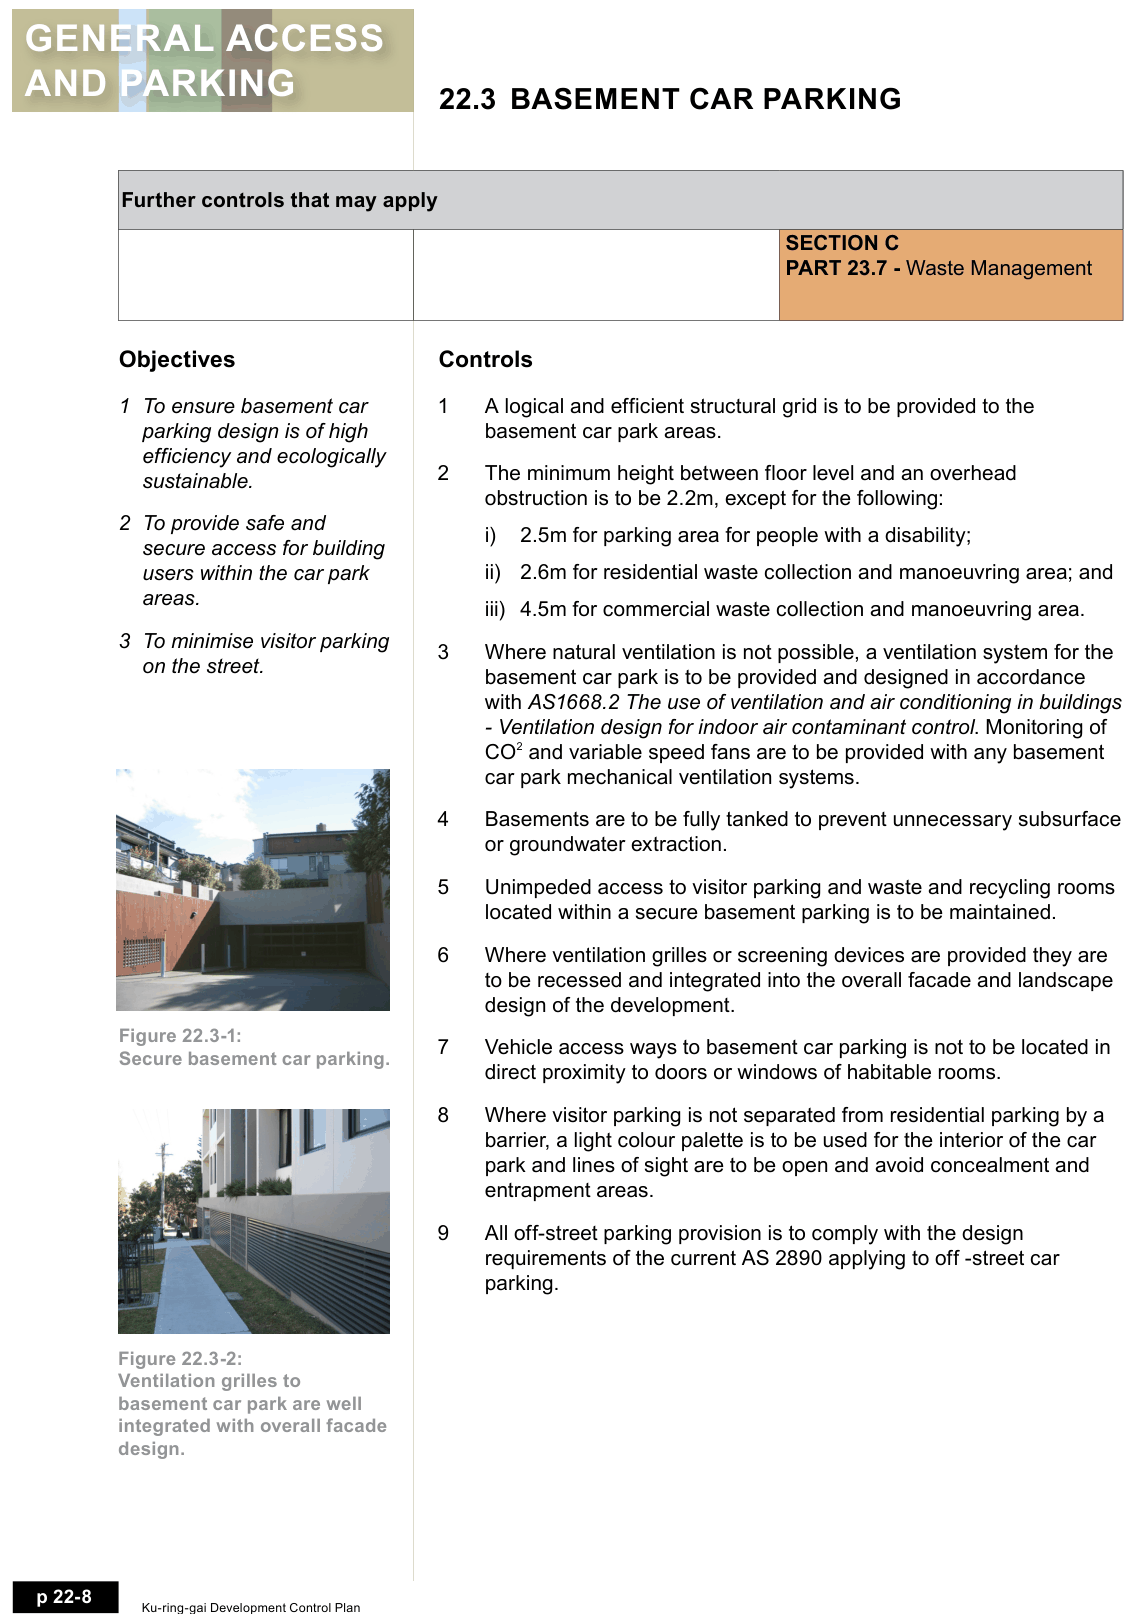 GENERAL ACCESS
AND PARKING
22.3 BASEMENT CAR PARKING
Further controls that may apply
SECTION C
PART 23.7 - Waste Management
Objectives
1 To ensure basement car
parking design is of high
efficiency and ecologically
sustainable.
2 To provide safe and
secure access for building
users within the car park
areas.
3 To minimise visitor parking
on the street.
Figure 22.3-1:
Secure basement car parking.
Figure 22.3-2:
Ventilation grilles to
basement car park are well
integrated with overall facade
design.
Controls
1 A logical and efficient structural grid is to be provided to the
basement car park areas.
2 The minimum height between floor level and an overhead
obstruction is to be 2.2m, except for the following:
i) 2.5m for parking area for people with a disability;
ii) 2.6m for residential waste collection and manoeuvring area; and
iii) 4.5m for commercial waste collection and manoeuvring area.
3 Where natural ventilation is not possible, a ventilation system for the
basement car park is to be provided and designed in accordance
with AS1668.2 The use of ventilation and air conditioning in buildings
- Ventilation design for indoor air contaminant control. Monitoring of
CO² and variable speed fans are to be provided with any basement
car park mechanical ventilation systems.
4 Basements are to be fully tanked to prevent unnecessary subsurface
or groundwater extraction.
5 Unimpeded access to visitor parking and waste and recycling rooms
located within a secure basement parking is to be maintained.
6 Where ventilation grilles or screening devices are provided they are
to be recessed and integrated into the overall facade and landscape
design of the development.
7 Vehicle access ways to basement car parking is not to be located in
direct proximity to doors or windows of habitable rooms.
8 Where visitor parking is not separated from residential parking by a
barrier, a light colour palette is to be used for the interior of the car
park and lines of sight are to be open and avoid concealment and
entrapment areas.
9 All off-street parking provision is to comply with the design
requirements of the current AS 2890 applying to off -street car
parking.
p 22-8
Ku-ring-gai Development Control Plan